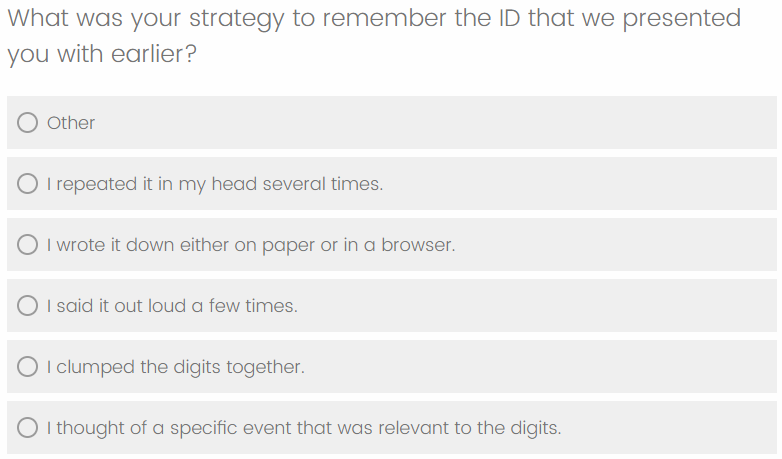 What was your strategy to remember the ID that we presented
you with earlier?
Other
I repeated it in my head several times.
I wrote it down either on paper or in a browser.
I said it out loud a few times.
I clumped the digits together.
I thought of a specific event that was relevant to the digits.